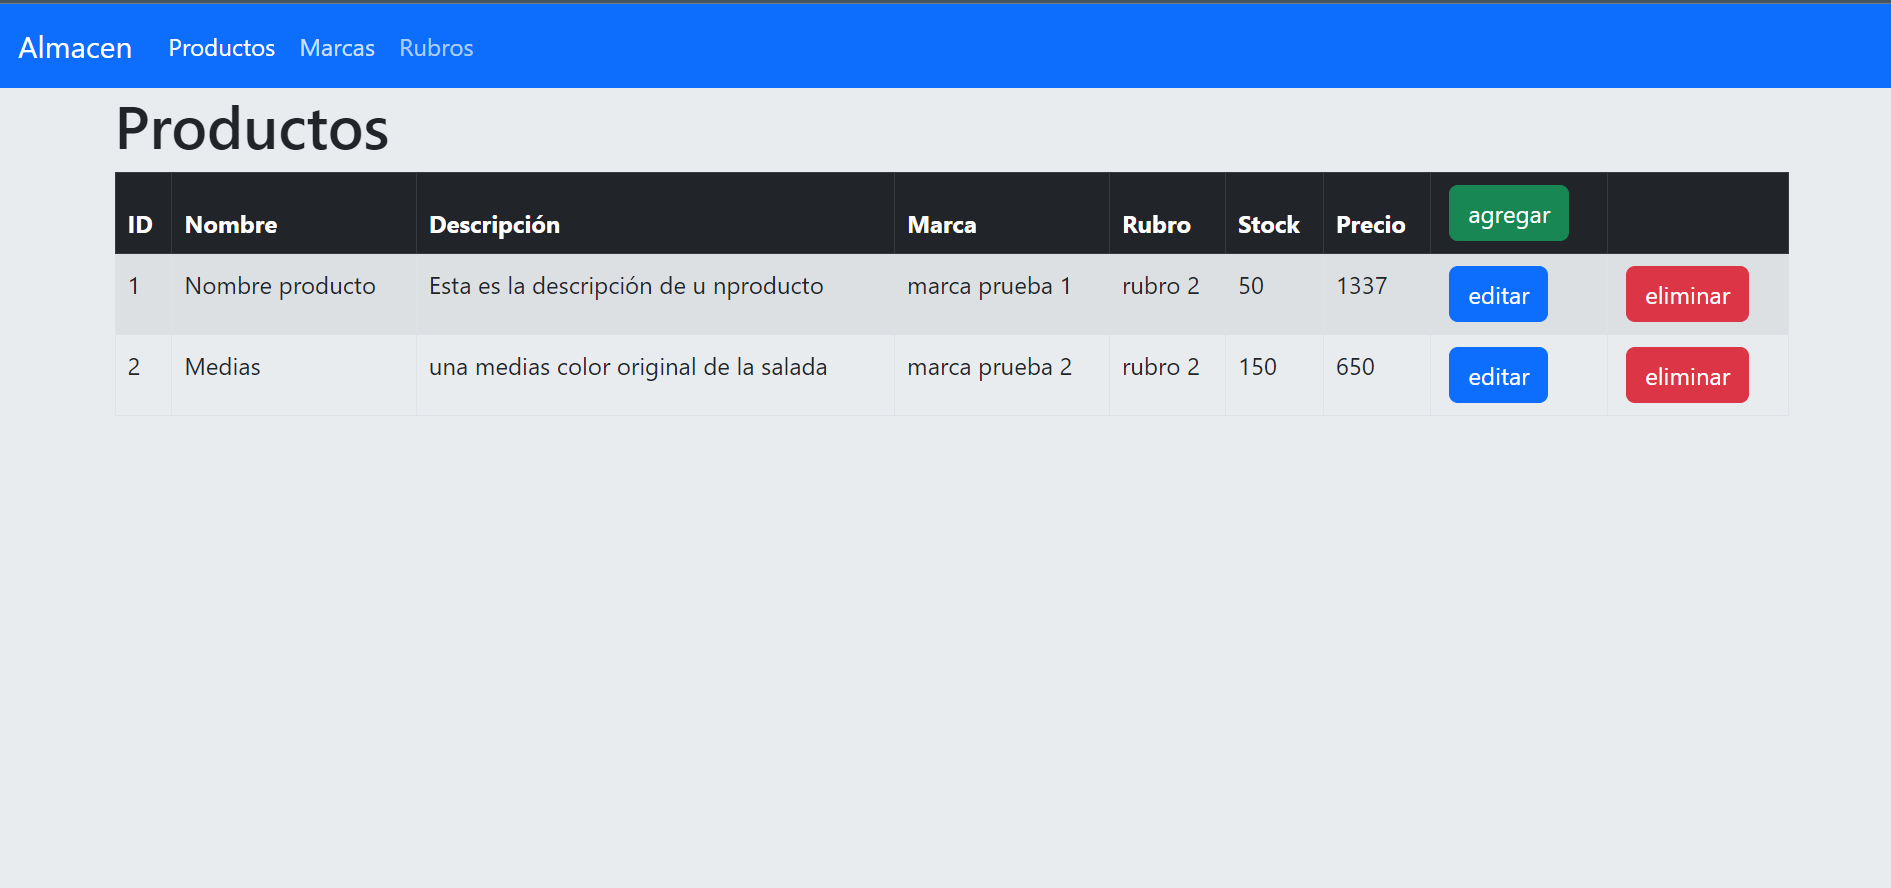 Almacen Productos Marcas Rubros
Productos
ID Nombre Descripción Marca Rubro Stock Precio agregar
1 Nombre producto Esta es la descripción de u nproducto marca prueba 1 rubro 2 50 1337 editar eliminar
2 Medias una medias color original de la salada marca prueba 2 rubro 2 150 650 editar eliminar